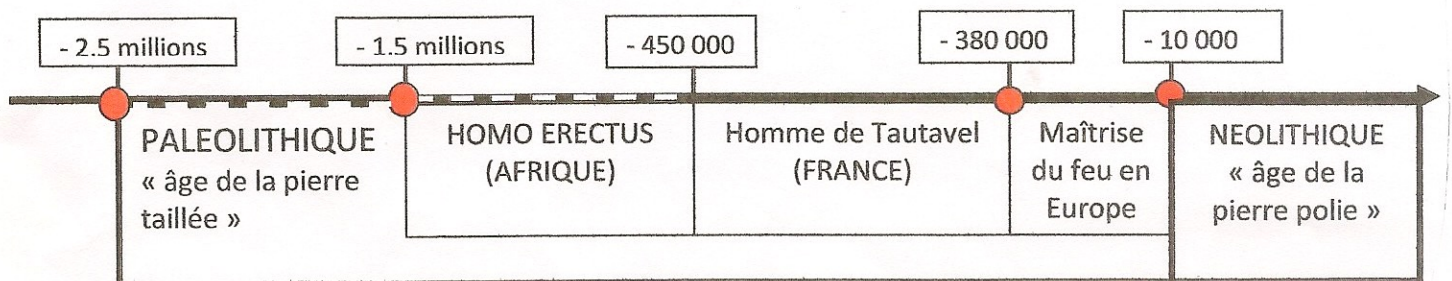 - 2.5 millions
- 1.5 millions
- 450 000
- 380 000
- 10 000
PALEOLITHIQUE
« âge de la pierre
taillée »
HOMO ERECTUS
(AFRIQUE)
Homme de Tautavel
(FRANCE)
Maîtrise
du feu en
Europe
NEOLITHIQUE
« âge de la
pierre polie »